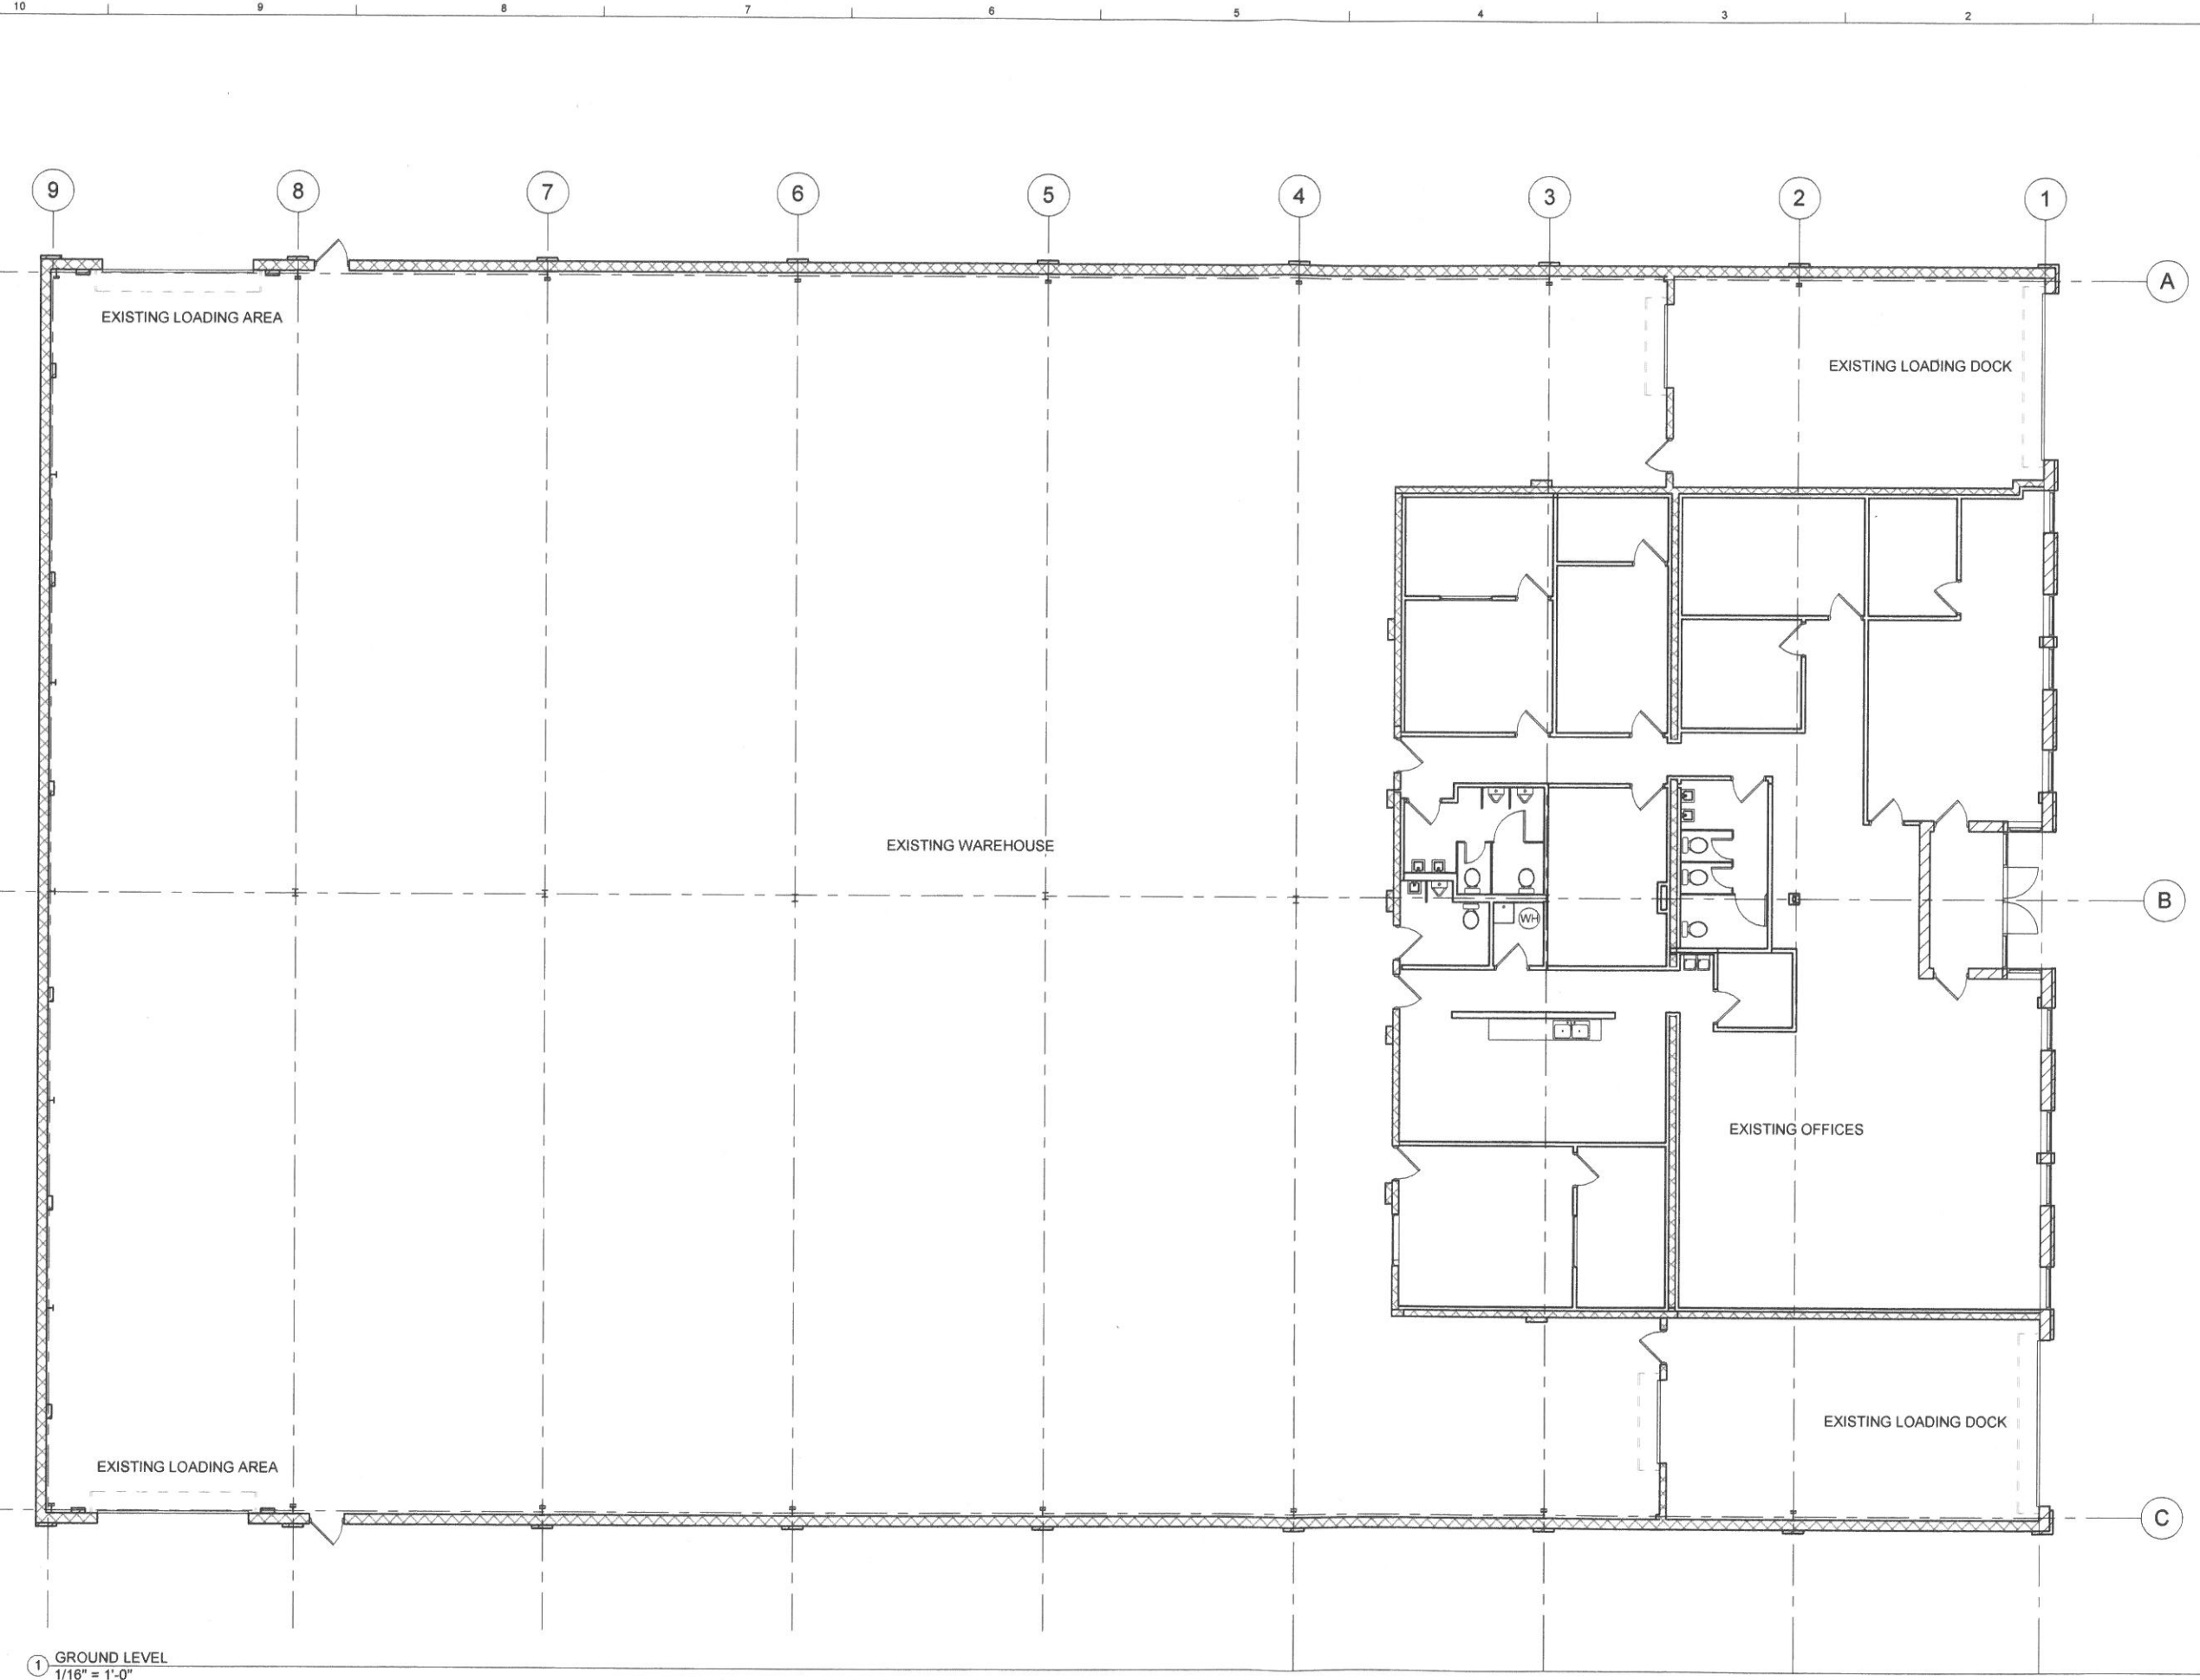 10 9 8 7 6 5 4 3 2
9 8 7 6 5 4 3 2 1
A
EXISTING LOADING AREA
EXISTING LOADING DOCK
EXISTING WAREHOUSE
B
WH
EXISTING OFFICES
EXISTING LOADING DOCK
EXISTING LOADING AREA
C
1 GROUND LEVEL
1/16" = 1'-0"